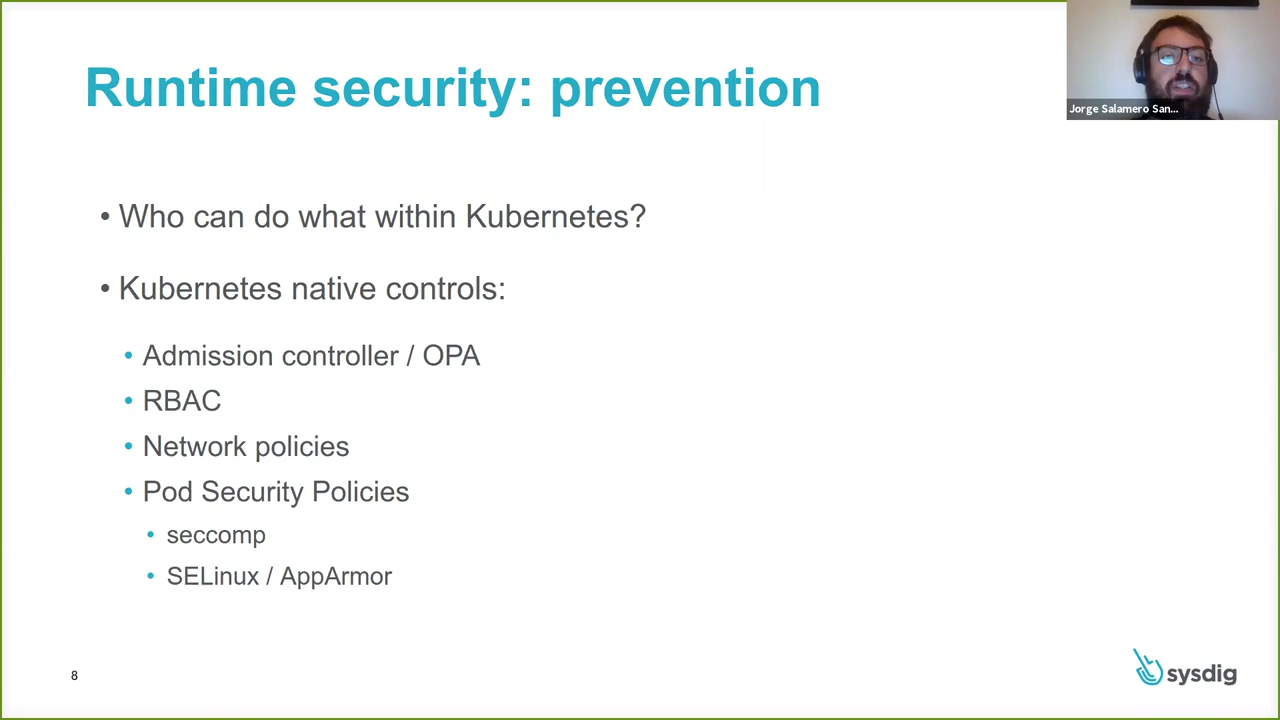 Runtime security: prevention
Jorge Salamero San...
• Who can do what within Kubernetes?
• Kubernetes native controls:
• Admission controller / OPA
• RBAC
• Network policies
• Pod Security Policies
• seccomp
• SELinux / AppArmor
8
sysdig